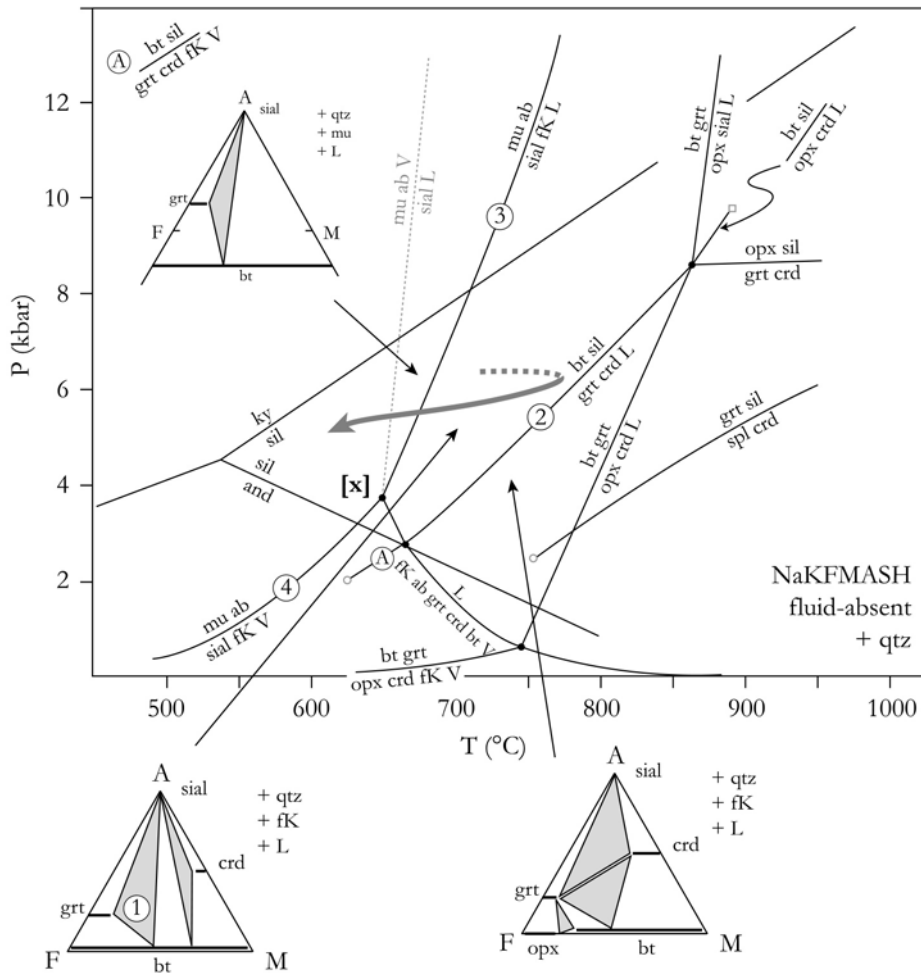 A
bt sil
grt crd fK V
A
sial
+ qtz
+ mu
+ L
grt
F
M
bt
12
10
8
6
4
2
P (kbar)
mu ab V
sial L
mu ab
sial fK L
3
bt grt
opx sial L
bt sil
opx crd L
opx sil
grt crd
bt sil
grt crd L
2
bt grt
opx crd L
grt sil
spl crd
ky
sil
sil
and
[x]
A
4
mu ab
sial fK V
L
fK ab grt crd bt V
bt grt
opx crd fK V
NaKFMASH
fluid-absent
+ qtz
500
600
700
800
900
1000
T (°C)
A
sial
+ qtz
+ fK
+ L
crd
grt
1
F
M
bt
A
sial
+ qtz
+ fK
+ L
crd
grt
F
opx
bt
M